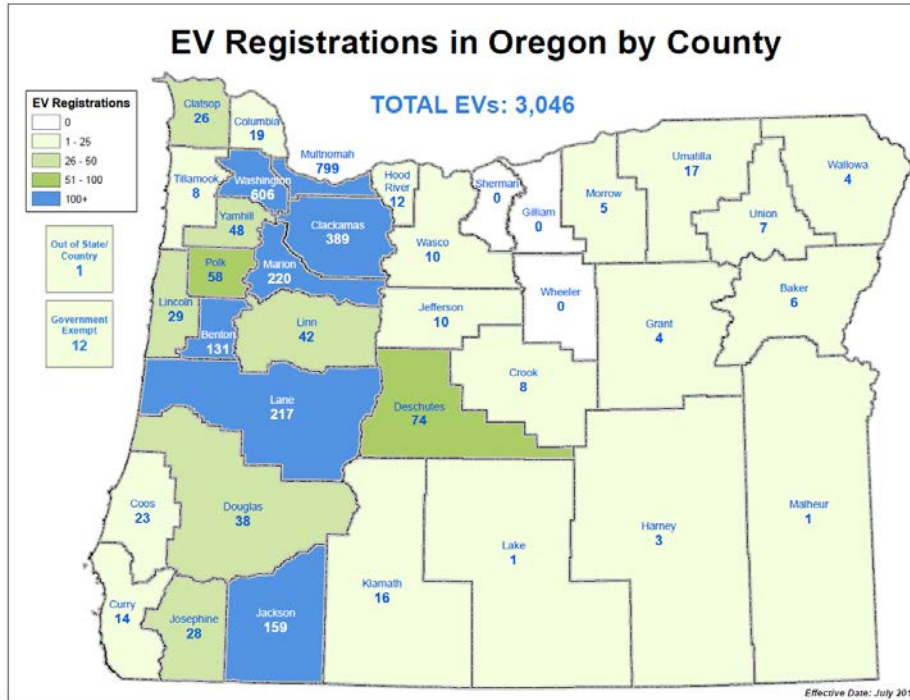 EV Registrations in Oregon by County
TOTAL EVs: 3,046
EV Registrations
0
1 - 25
26 - 50
51 - 100
100+
Out of State/
Country
1
Government
Exempt
12
Clatsop
26
Columbia
19
Tillamook
8
Washington
606
Multnomah
799
Hood
River
12
Sherman
0
Gilliam
0
Morrow
5
Umatilla
17
Wallowa
4
Union
7
Yamhill
48
Clackamas
389
Wasco
10
Polk
58
Marion
220
Lincoln
29
Benton
131
Linn
42
Jefferson
10
Wheeler
0
Grant
4
Baker
6
Lane
217
Deschutes
74
Crook
8
Coos
23
Douglas
38
Curry
14
Josephine
28
Jackson
159
Klamath
16
Lake
1
Harney
3
Malheur
1
Effective Date: July 201